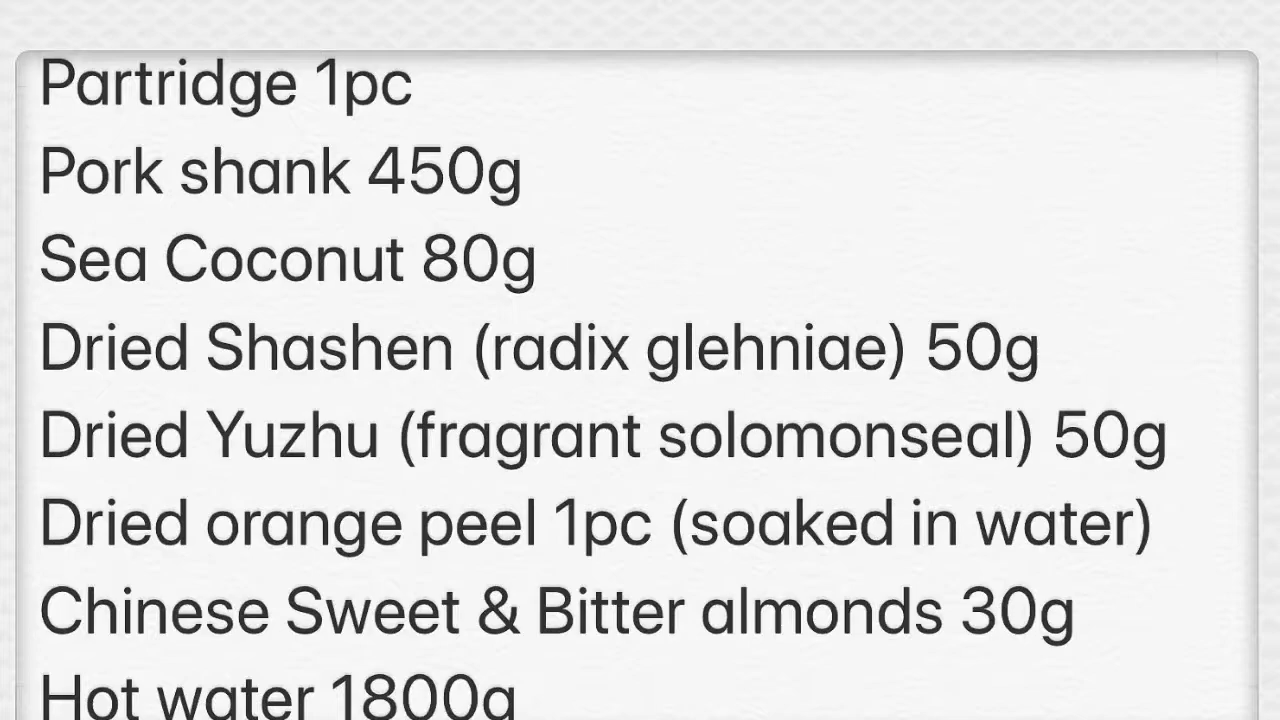 Partridge 1pc
Pork shank 450g
Sea Coconut 80g
Dried Shashen (radix glehniae) 50g
Dried Yuzhu (fragrant solomonseal) 50g
Dried orange peel 1pc (soaked in water)
Chinese Sweet & Bitter almonds 30g
Hot water 1800g